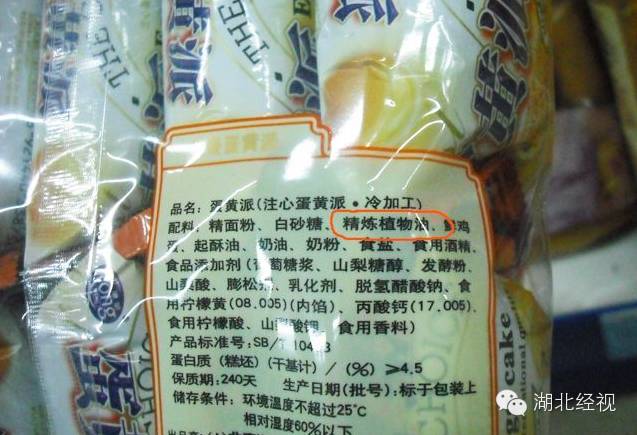 蛋黄派
THE
蛋黄派
品名：蛋黄派（注心蛋黄派•冷加工）
配料：精面粉、白砂糖、精炼植物油、鸡
起酥油、奶油、奶粉、食盐、食用酒精
食品添加剂（葡萄糖浆、山梨糖醇、发酵粉
山梨酸、膨松剂、乳化剂、脱氢醋酸钠、食
用柠檬黄(08.005)(内馅)、丙酸钙(17.005)、
食用柠檬酸、山梨酸钾、食用香料）
产品标准号：SB/T 10
蛋白质（糕坯）(干基计)／(%) ≥4.5
保质期：240天 生产日期(批号)：标于包装上
储存条件：环境温度不超过25℃
相对湿度60%以下
cake
湖北经视